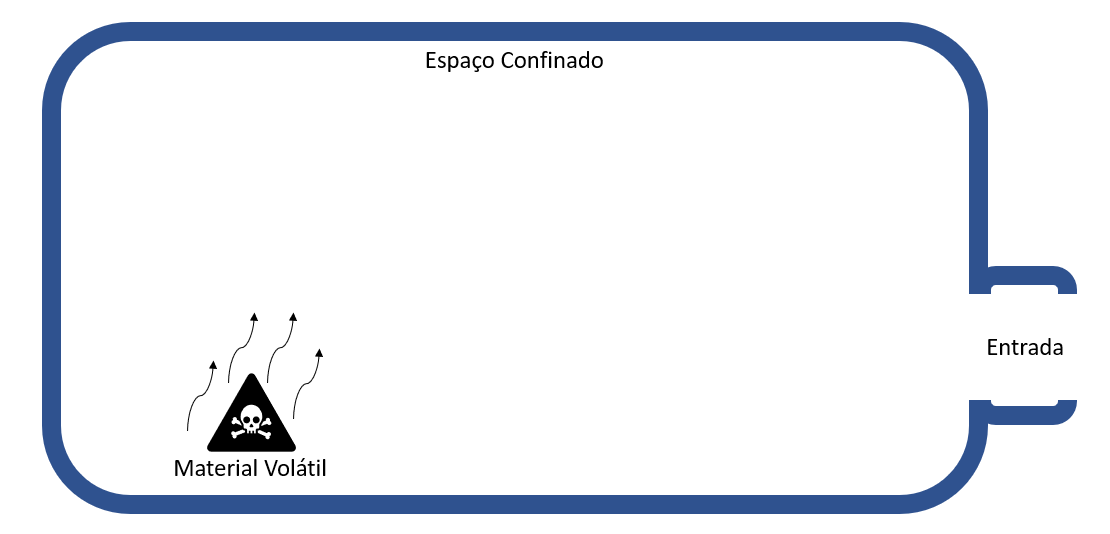 Espaço Confinado
Entrada
Material Volátil